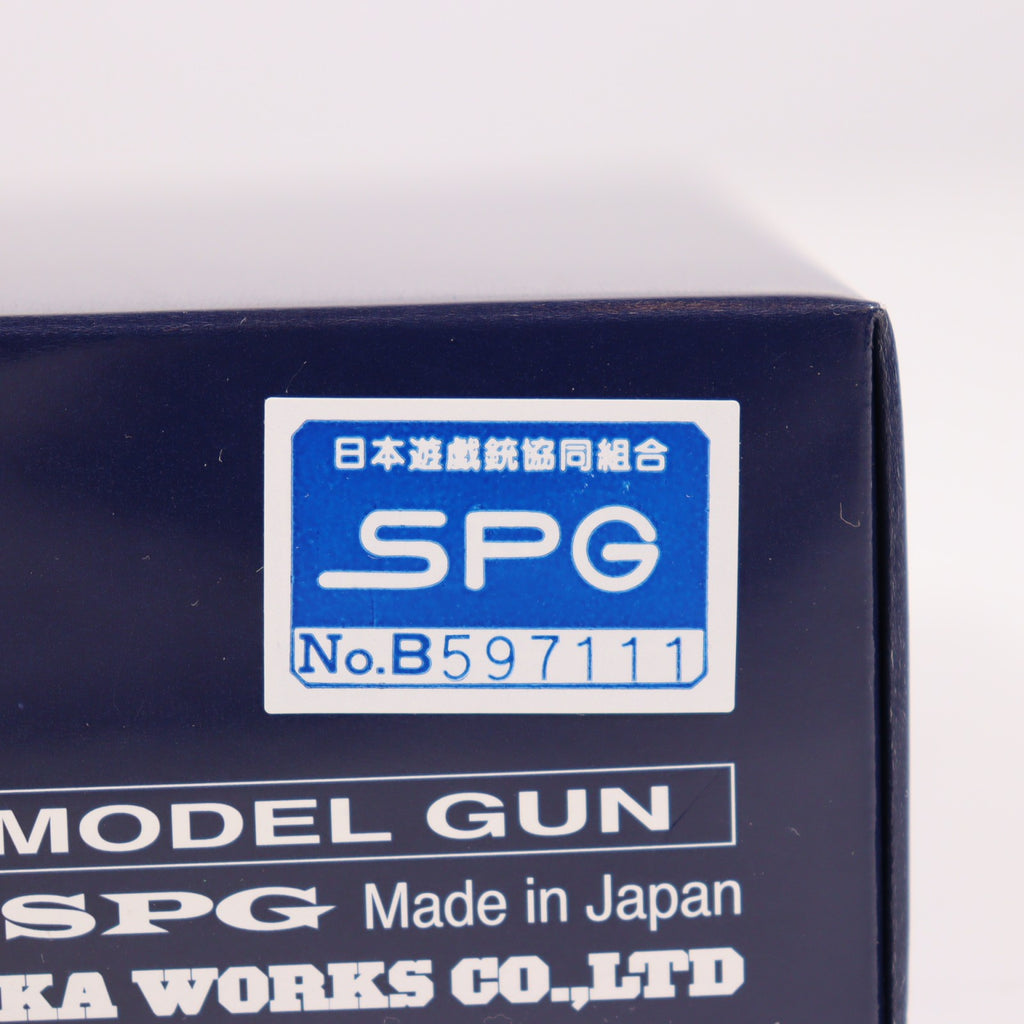 日本遊戯銃協同組合
SPG
No.B597111
MODEL GUN
SPG Made in Japan
KA WORKS CO.,LTD